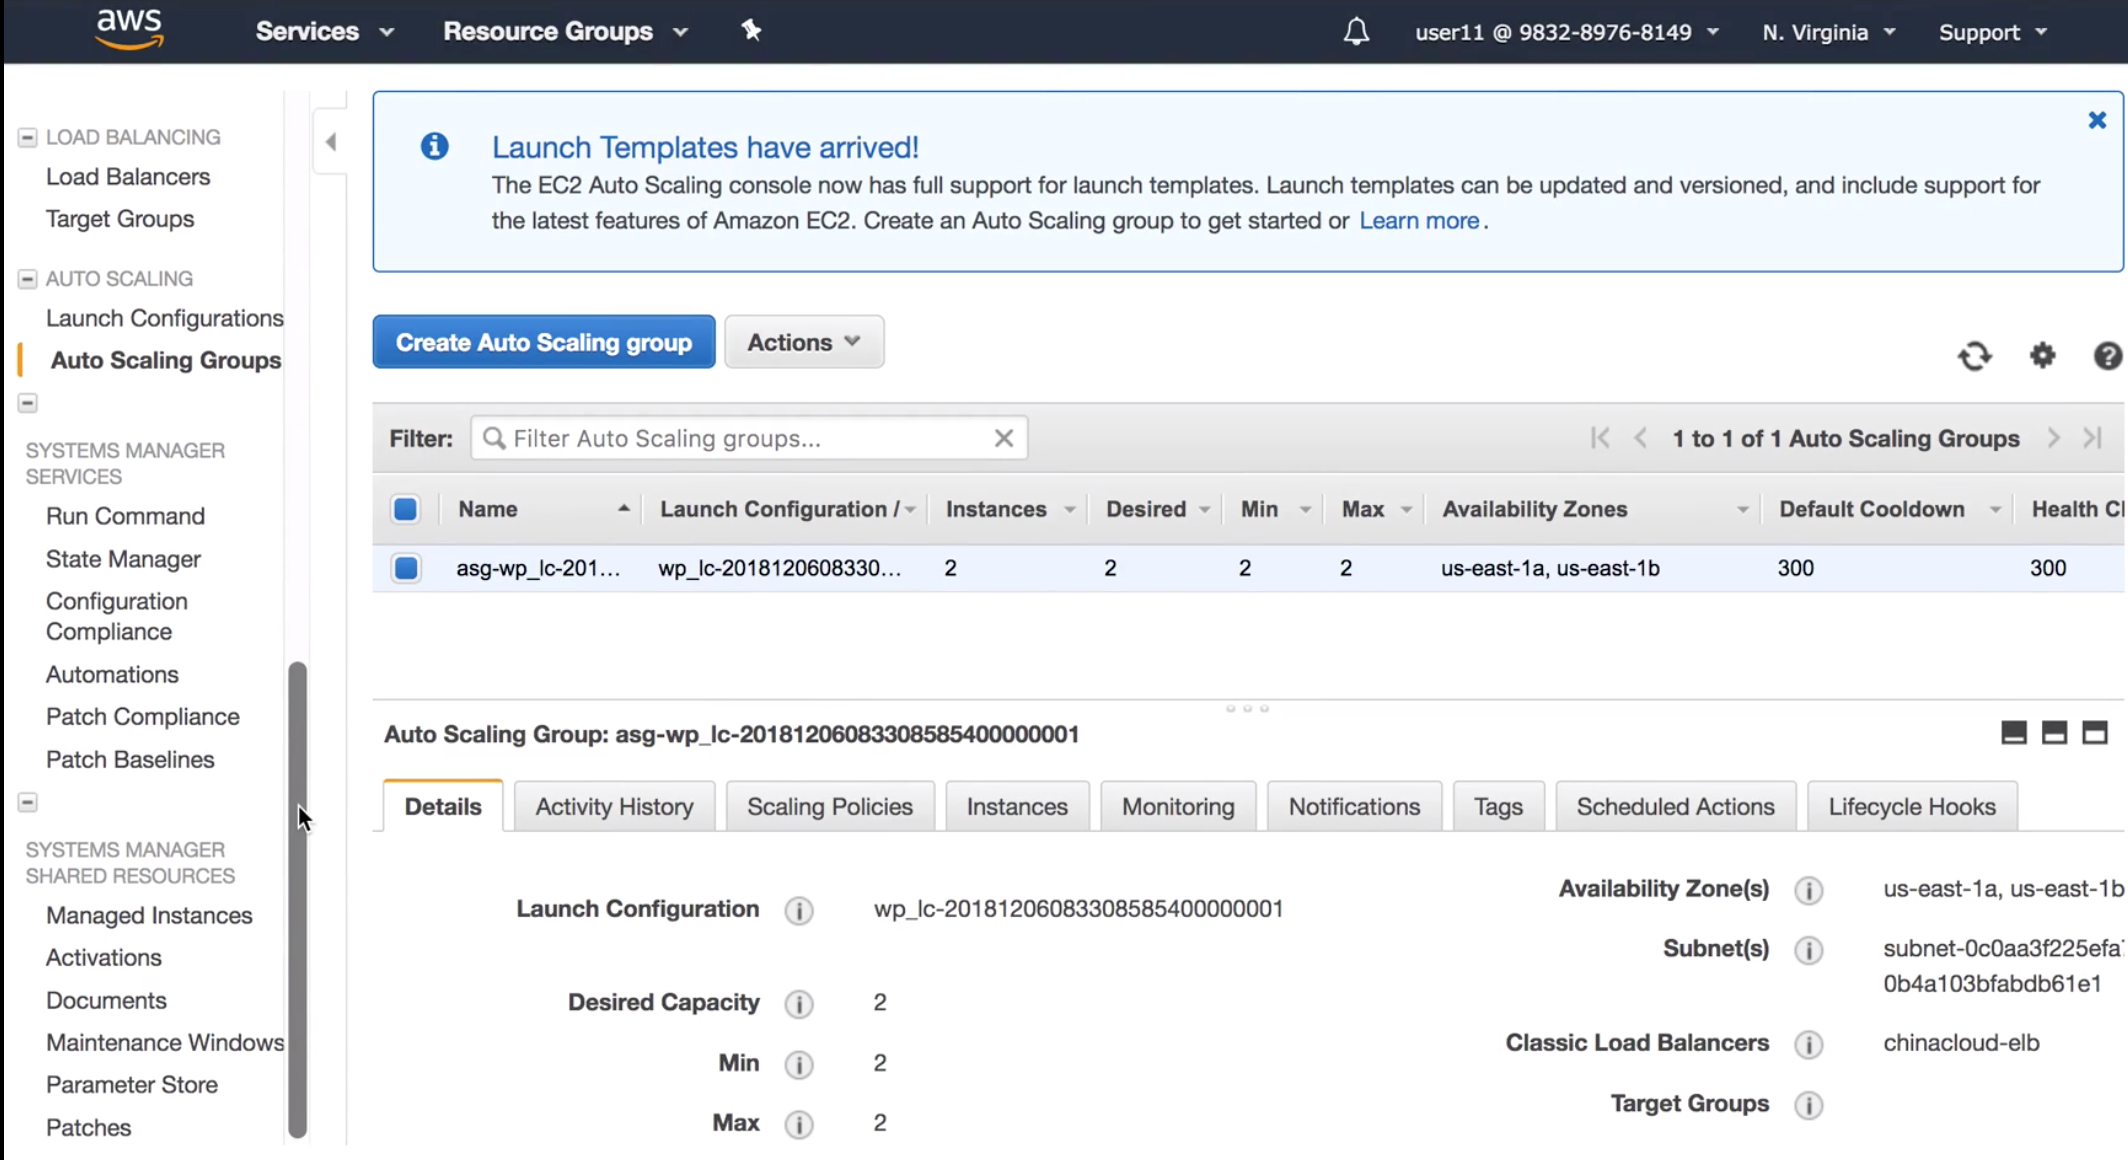 aws
Services
Resource Groups
user11 @ 9832-8976-8149
N. Virginia
Support
LOAD BALANCING
Load Balancers
Target Groups
AUTO SCALING
Launch Configurations
Auto Scaling Groups
SYSTEMS MANAGER
SERVICES
Run Command
State Manager
Configuration
Compliance
Automations
Patch Compliance
Patch Baselines
SYSTEMS MANAGER
SHARED RESOURCES
Managed Instances
Activations
Documents
Maintenance Windows
Parameter Store
Patches
Launch Templates have arrived!
The EC2 Auto Scaling console now has full support for launch templates. Launch templates can be updated and versioned, and include support for
the latest features of Amazon EC2. Create an Auto Scaling group to get started or Learn more.
Create Auto Scaling group
Actions
Filter: Filter Auto Scaling groups...
1 to 1 of 1 Auto Scaling Groups
Name Launch Configuration / Instances Desired Min Max Availability Zones Default Cooldown Health
asg-wp_lc-201... wp_lc-2018120608330... 2 2 2 2 us-east-1a, us-east-1b 300 300
Auto Scaling Group: asg-wp_lc-20181206083308585400000001
Details Activity History Scaling Policies Instances Monitoring Notifications Tags Scheduled Actions Lifecycle Hooks
Launch Configuration wp_lc-20181206083308585400000001
Desired Capacity 2
Min 2
Max 2
Availability Zone(s) us-east-1a, us-east-1b
Subnet(s) subnet-0c0aa3f225efa
0b4a103bfabdb61e1
Classic Load Balancers chinacloud-elb
Target Groups